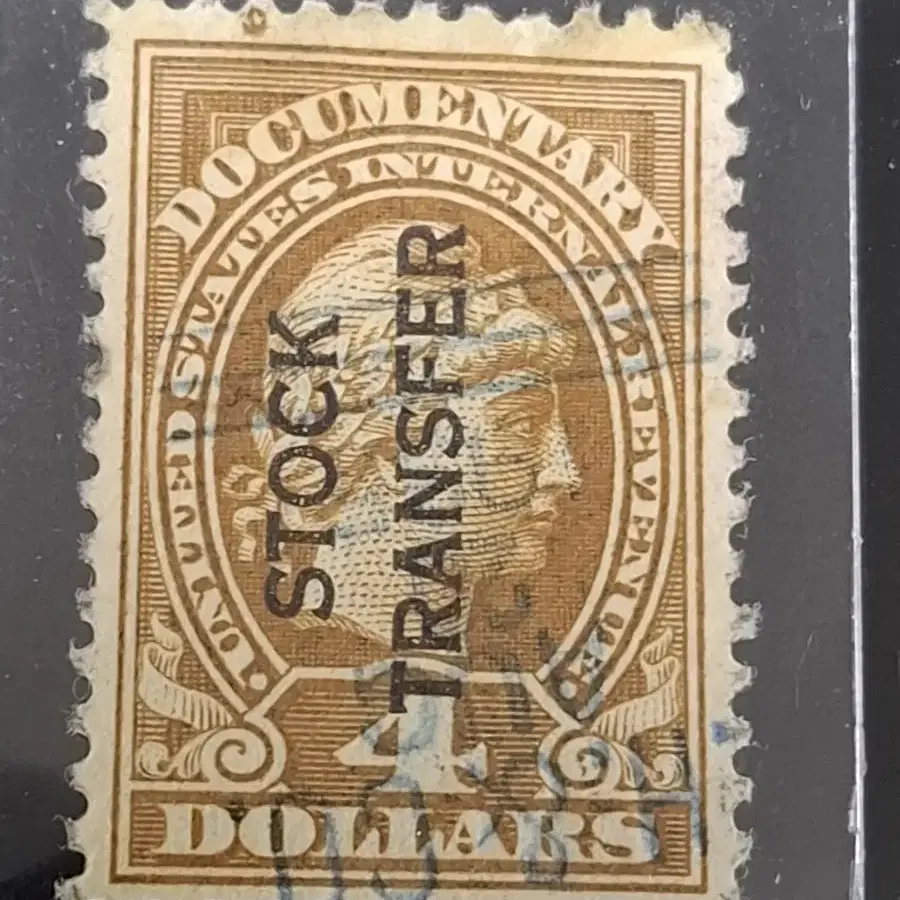 DOCUMENTARY
UNITED STATES INTERNAL REVENUE.
STOCK
TRANSFER
4
DOLLARS